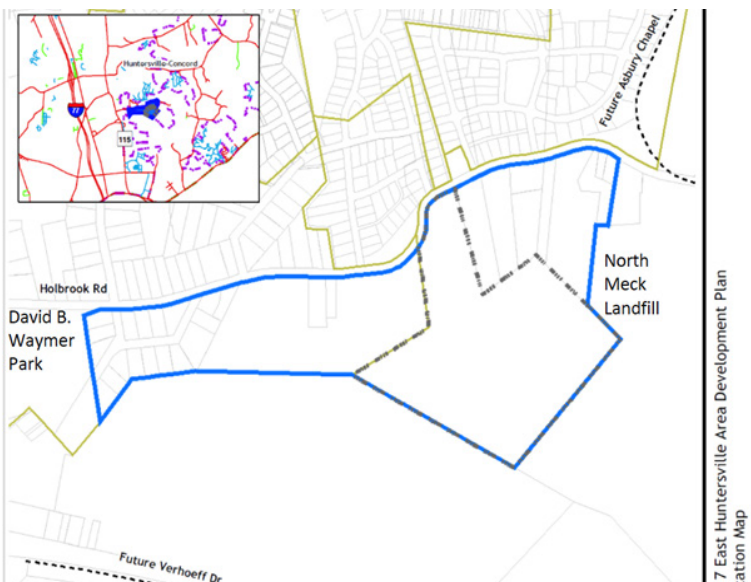 Huntersville-Concord
77
115
Future Asbury Chapel
Holbrook Rd
David B.
Waymer
Park
North
Meck
Landfill
Future Verhoeff Dr
7 East Huntersville Area Development Plan
ation Map